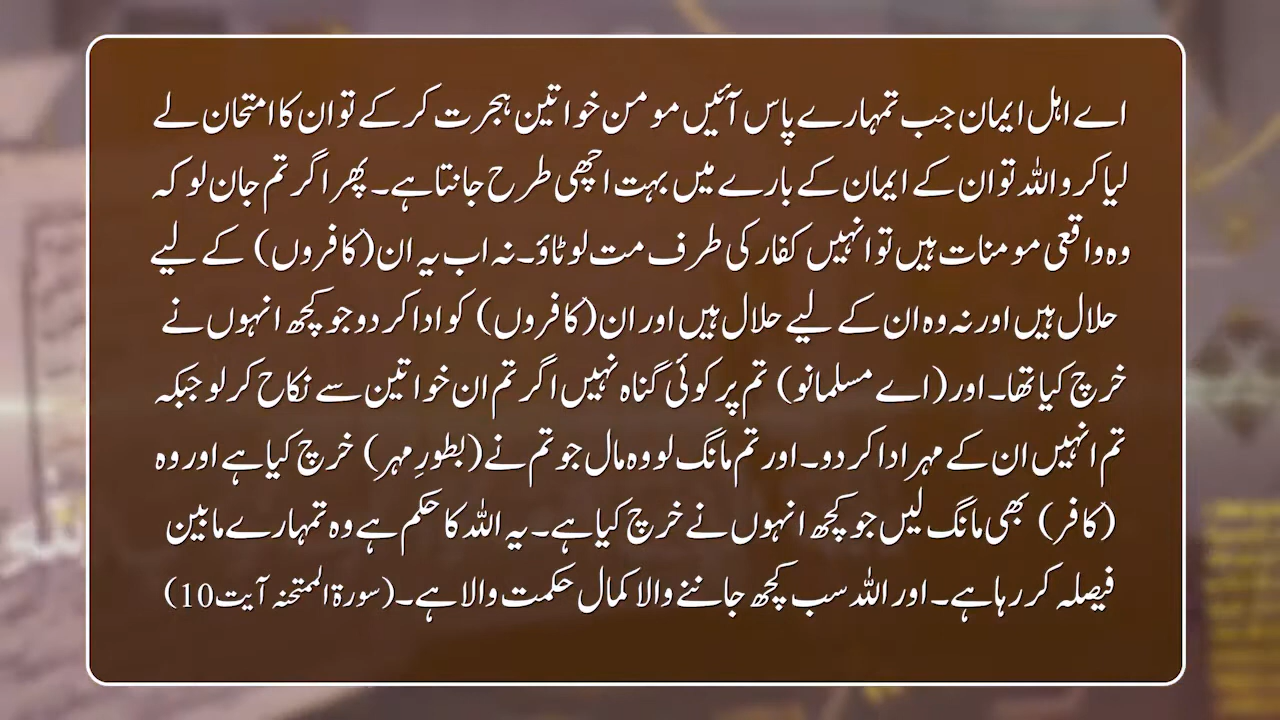 اے اہل ایمان جب تمہارے پاس آئیں مومن خواتین ہجرت کر کے تو ان کا امتحان لے
لیا کرو اللہ تو ان کے ایمان کے بارے میں بہت اچھی طرح جانتا ہے۔ پھر اگر تم جان لو کہ
وہ واقعی مومنات ہیں تو انہیں کفار کی طرف مت لوٹاؤ۔ نہ اب یہ ان (کافروں) کے لیے
حلال ہیں اور نہ وہ ان کے لیے حلال ہیں اور ان (کافروں) کو ادا کر دو جو کچھ انہوں نے
خرچ کیا تھا۔ اور (اے مسلمانو) تم پر کوئی گناہ نہیں اگر تم ان خواتین سے نکاح کر لو جبکہ
تم انہیں ان کے مہر ادا کر دو۔ اور تم مانگ لو وہ مال جو تم نے (بطورِ مہر) خرچ کیا ہے اور وہ
(کافر) بھی مانگ لیں جو کچھ انہوں نے خرچ کیا ہے۔ یہ اللہ کا حکم ہے وہ تمہارے مابین
فیصلہ کر رہا ہے۔ اور اللہ سب کچھ جاننے والا کمال حکمت والا ہے۔ (سورۃ الممتحنہ آیت 10)